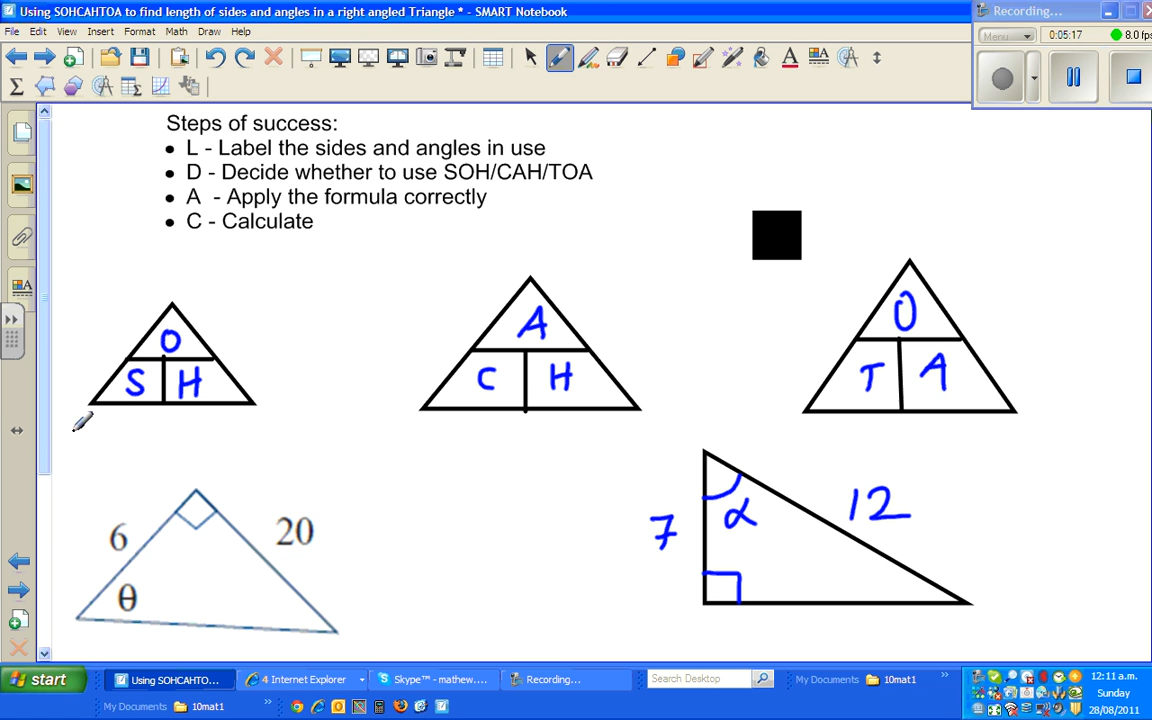 Using SOHCAHTOA to find length of sides and angles in a right angled Triangle * - SMART Notebook
Recording...
File Edit View Insert Format Math Draw Help
Menu
0:05:17
8.0 fps
Steps of success:
• L - Label the sides and angles in use
• D - Decide whether to use SOH/CAH/TOA
• A - Apply the formula correctly
• C - Calculate
O
S H
A
C H
O
T A
6
20
θ
7
α
12
start
Using SOHCAHTO...
4 Internet Explorer
Skype™ - mathew....
Recording...
Search Desktop
My Documents
10mat1
My Documents
10mat1
12:11 a.m.
Sunday
28/08/2011